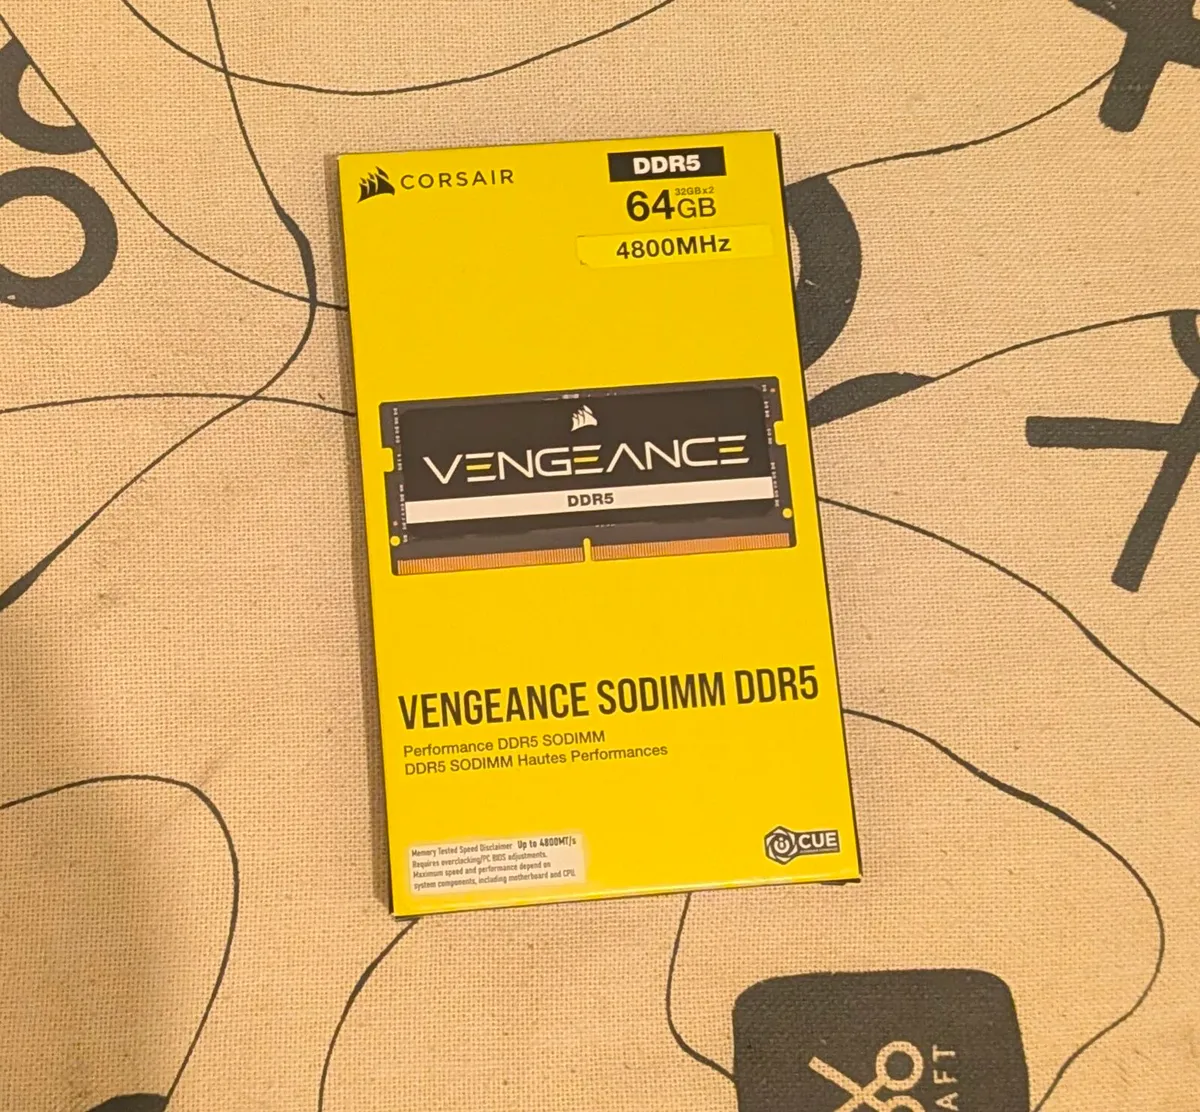 CORSAIR
DDR5
32GBx2
64GB
4800MHz
VENGEANCE
DDR5
VENGEANCE SODIMM DDR5
Performance DDR5 SODIMM
DDR5 SODIMM Hautes Performances
Memory Tested Speed Disclaimer Up to 4800MT/s
Requires overclocking/PC BIOS adjustments.
Maximum speed and performance depend on
system components, including motherboard and CPU.
iCUE
AFT